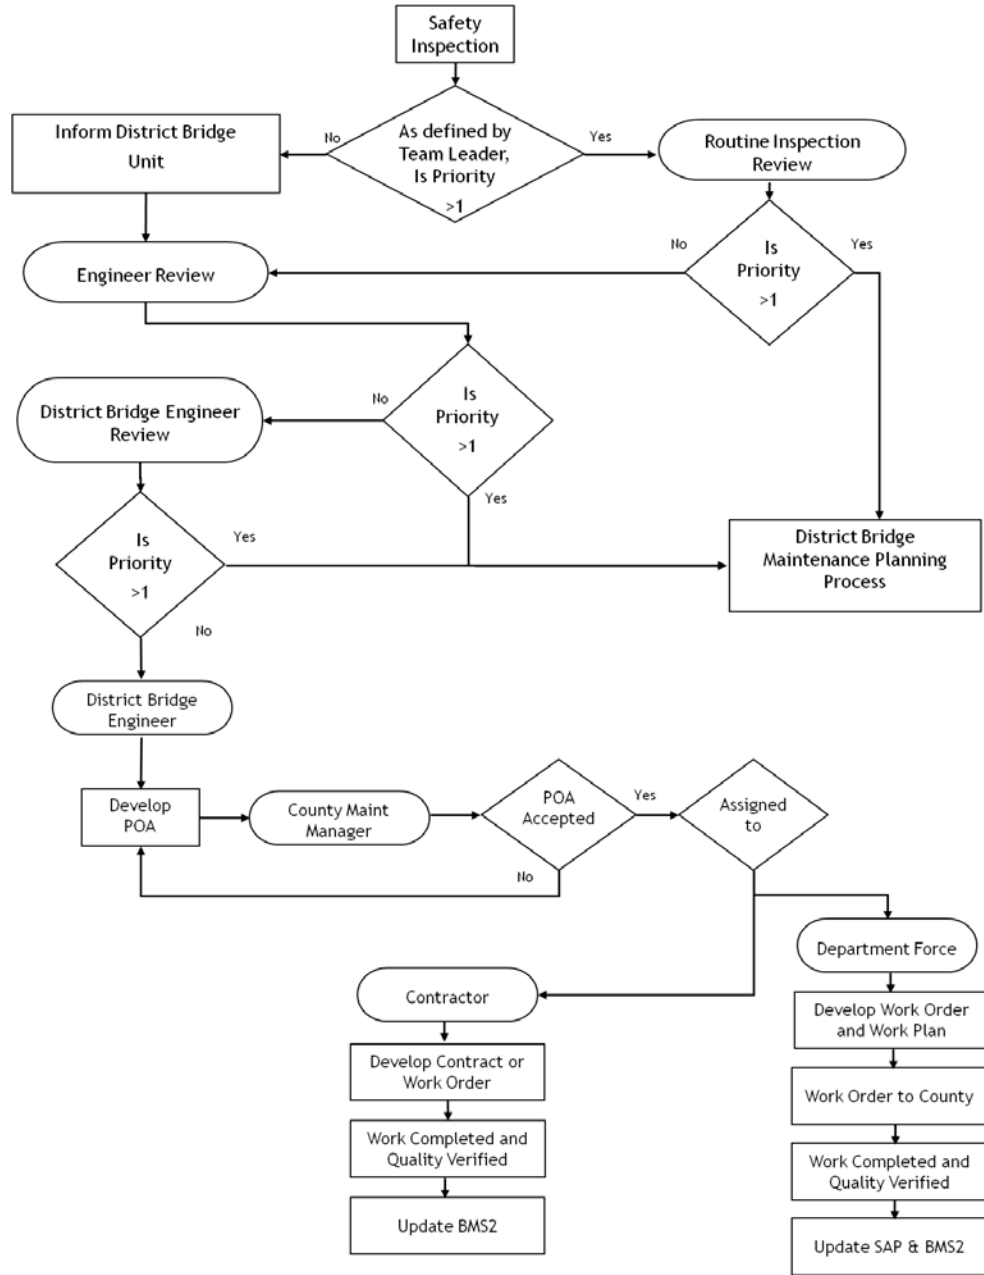 Safety
Inspection
No
As defined by
Team Leader,
Is Priority
>1
Yes
Inform District Bridge
Unit
Routine Inspection
Review
No
Is
Priority
>1
Yes
Engineer Review
No
Is
Priority
>1
Yes
District Bridge Engineer
Review
Is
Priority
>1
Yes
No
District Bridge
Maintenance Planning
Process
District Bridge
Engineer
Develop
POA
County Maint
Manager
POA
Accepted
Yes
No
Assigned
to
Department Force
Contractor
Develop Work Order
and Work Plan
Develop Contract or
Work Order
Work Order to County
Work Completed and
Quality Verified
Work Completed and
Quality Verified
Update BMS2
Update SAP & BMS2